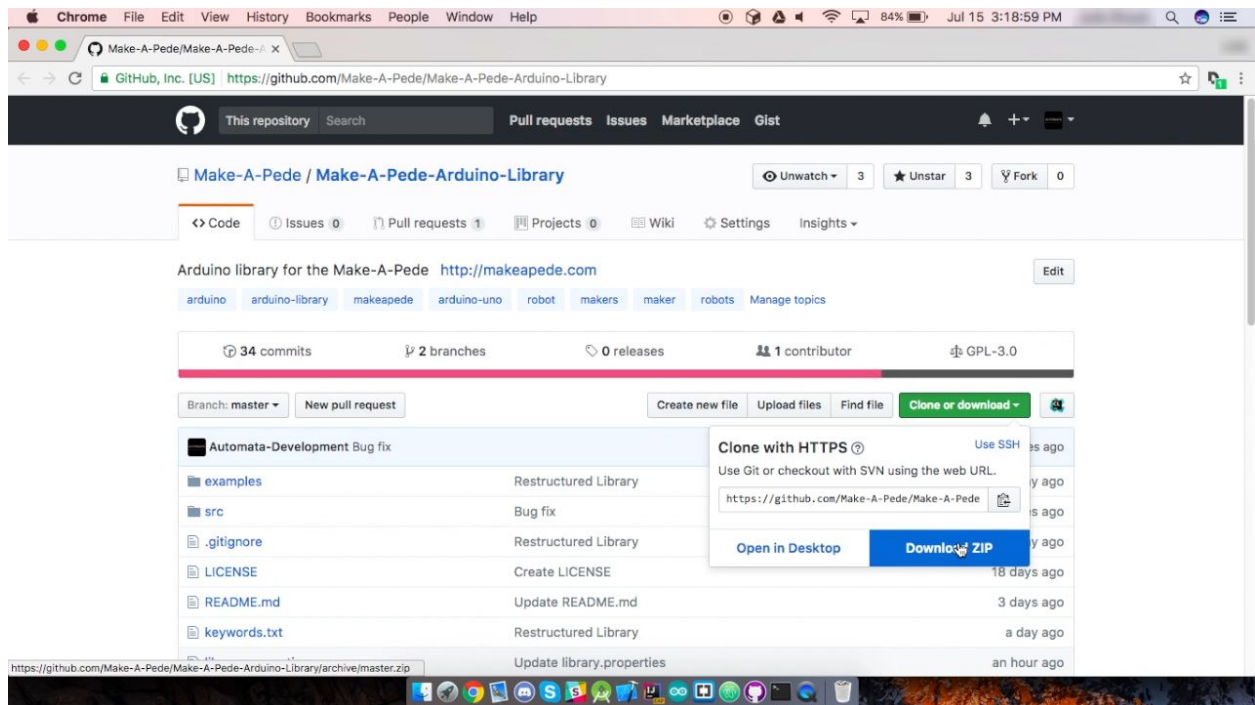 Chrome File Edit View History Bookmarks People Window Help 84% Jul 15 3:18:59 PM
Make-A-Pede/Make-A-Pede-A
GitHub, Inc. [US] https://github.com/Make-A-Pede/Make-A-Pede-Arduino-Library 1
This repository Search Pull requests Issues Marketplace Gist
Make-A-Pede / Make-A-Pede-Arduino-Library Unwatch 3 Unstar 3 Fork 0
Code Issues 0 Pull requests 1 Projects 0 Wiki Settings Insights
Arduino library for the Make-A-Pede http://makeapede.com Edit
arduino arduino-library makeapede arduino-uno robot makers maker robots Manage topics
34 commits 2 branches 0 releases 1 contributor GPL-3.0
Branch: master New pull request Create new file Upload files Find file Clone or download
Automata-Development Bug fix es ago
Clone with HTTPS Use SSH
Use Git or checkout with SVN using the web URL.
https://github.com/Make-A-Pede/Make-A-Pede
Open in Desktop Download ZIP
examples Restructured Library y ago
src Bug fix s ago
.gitignore Restructured Library y ago
LICENSE Create LICENSE 18 days ago
README.md Update README.md 3 days ago
keywords.txt Restructured Library a day ago
Update library.properties an hour ago
https://github.com/Make-A-Pede/Make-A-Pede-Arduino-Library/archive/master.zip